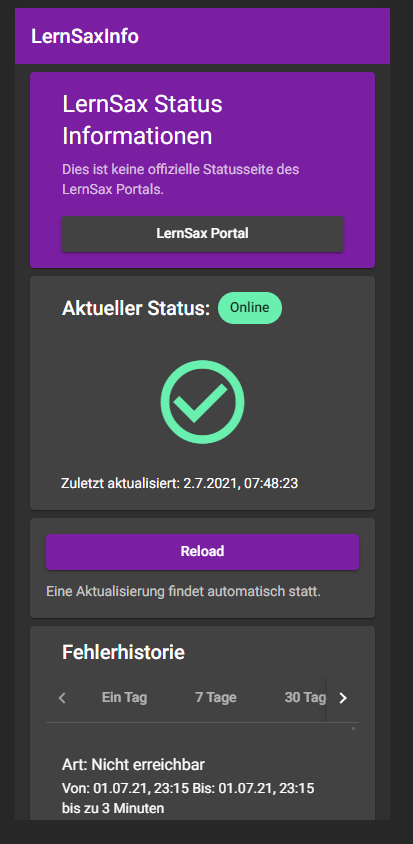 LernSaxInfo
LernSax Status
Informationen
Dies ist keine offizielle Statusseite des
LernSax Portals.
LernSax Portal
Aktueller Status: Online
Zuletzt aktualisiert: 2.7.2021, 07:48:23
Reload
Eine Aktualisierung findet automatisch statt.
Fehlerhistorie
Ein Tag 7 Tage 30 Tag
Art: Nicht erreichbar
Von: 01.07.21, 23:15 Bis: 01.07.21, 23:15
bis zu 3 Minuten